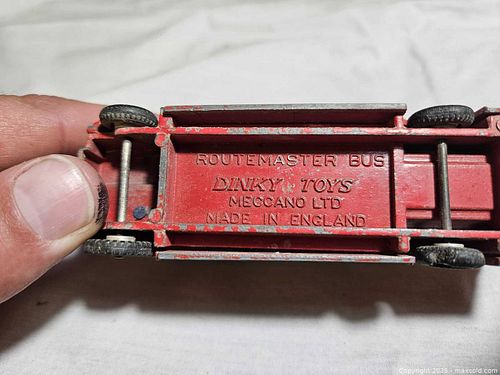 ROUTEMASTER BUS
DINKY TOYS
MECCANO LTD
MADE IN ENGLAND
Copyright 2025 - maxsold.com